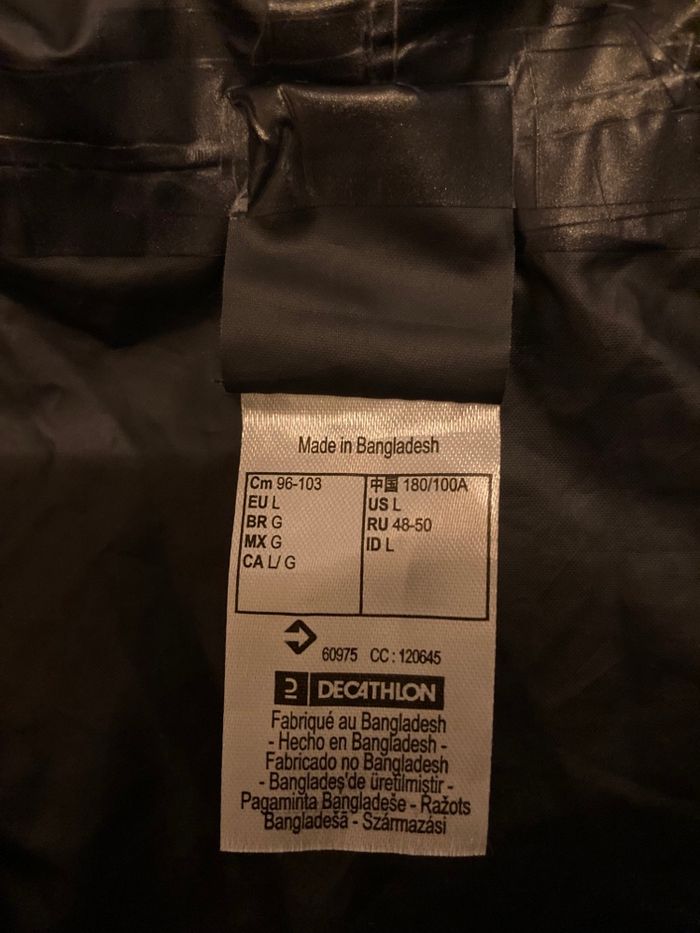 Made in Bangladesh
Cm 96-103
EU L
BR G
MX G
CA L/ G
中国 180/100A
US L
RU 48-50
ID L
60975 CC : 120645
DECATHLON
Fabriqué au Bangladesh
- Hecho en Bangladesh -
Fabricado no Bangladesh
- Bangladeş'de üretilmiştir -
Pagaminta Bangladeše - Ražots
Bangladešā - Származási